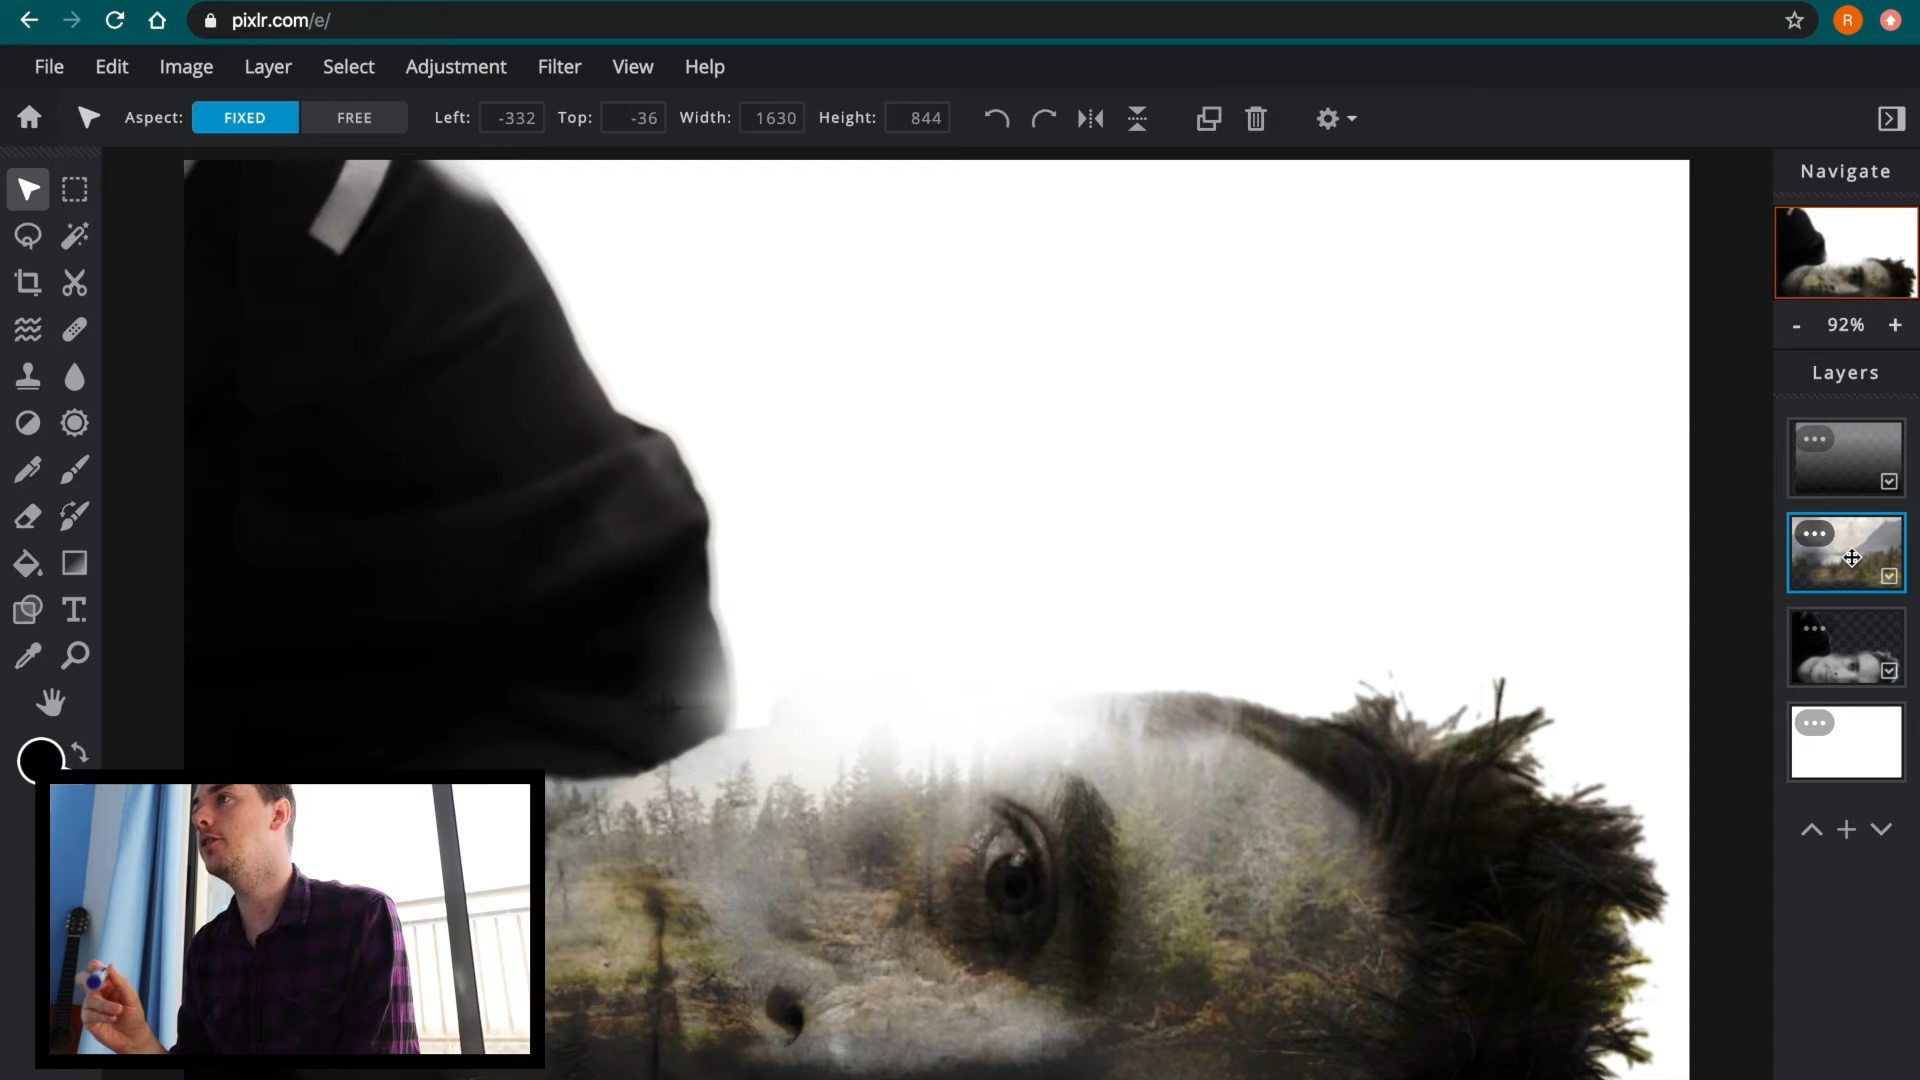 pixlr.com/e/
R
File Edit Image Layer Select Adjustment Filter View Help
Aspect: FIXED FREE Left: -332 Top: -36 Width: 1630 Height: 844
Navigate
- 92% +
Layers
T.